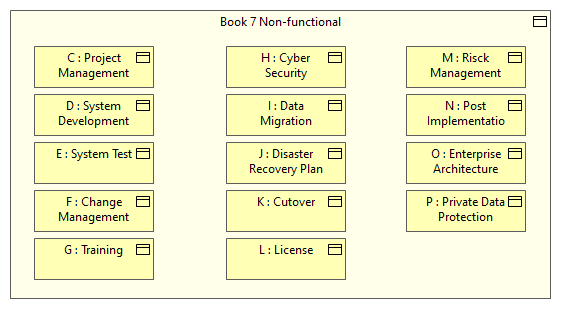 Book 7 Non-functional
C : Project
Management
D : System
Development
E : System Test
F : Change
Management
G : Training
H : Cyber
Security
I : Data
Migration
J : Disaster
Recovery Plan
K : Cutover
L : License
M : Risck
Management
N : Post
Implementatio
O : Enterprise
Architecture
P : Private Data
Protection